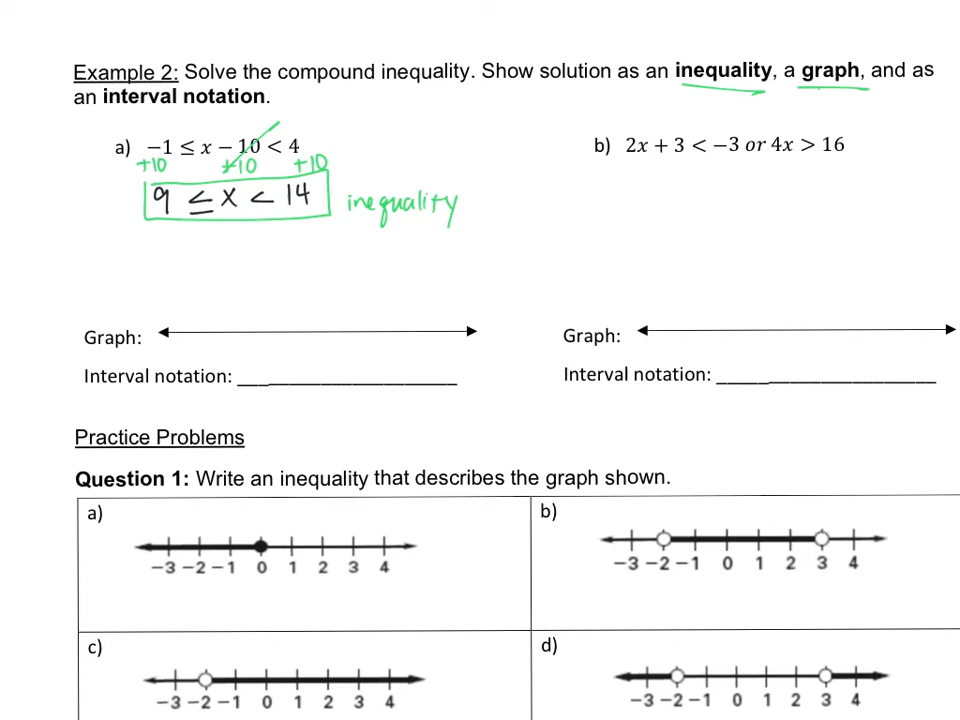 Example 2: Solve the compound inequality. Show solution as an inequality, a graph, and as
an interval notation.
a) −1 ≤ x − 10 < 4
b) 2x + 3 < −3 or 4x > 16
+10 +10 +10
9 ≤ x < 14 inequality
Graph:
Graph:
Interval notation: ____________________
Interval notation: ____________________
Practice Problems
Question 1: Write an inequality that describes the graph shown.
a)
b)
−3 −2 −1 0 1 2 3 4
−3 −2 −1 0 1 2 3 4
c)
d)
−3 −2 −1 0 1 2 3 4
−3 −2 −1 0 1 2 3 4